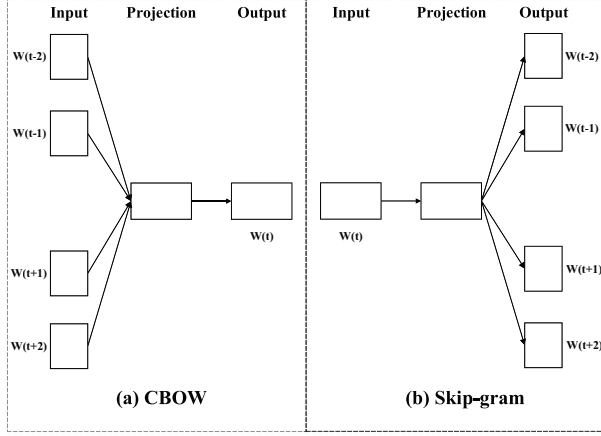 Input Projection Output
W(t-2)
W(t-1)
W(t)
W(t+1)
W(t+2)
(a) CBOW
Input Projection Output
W(t-2)
W(t-1)
W(t)
W(t+1)
W(t+2)
(b) Skip-gram